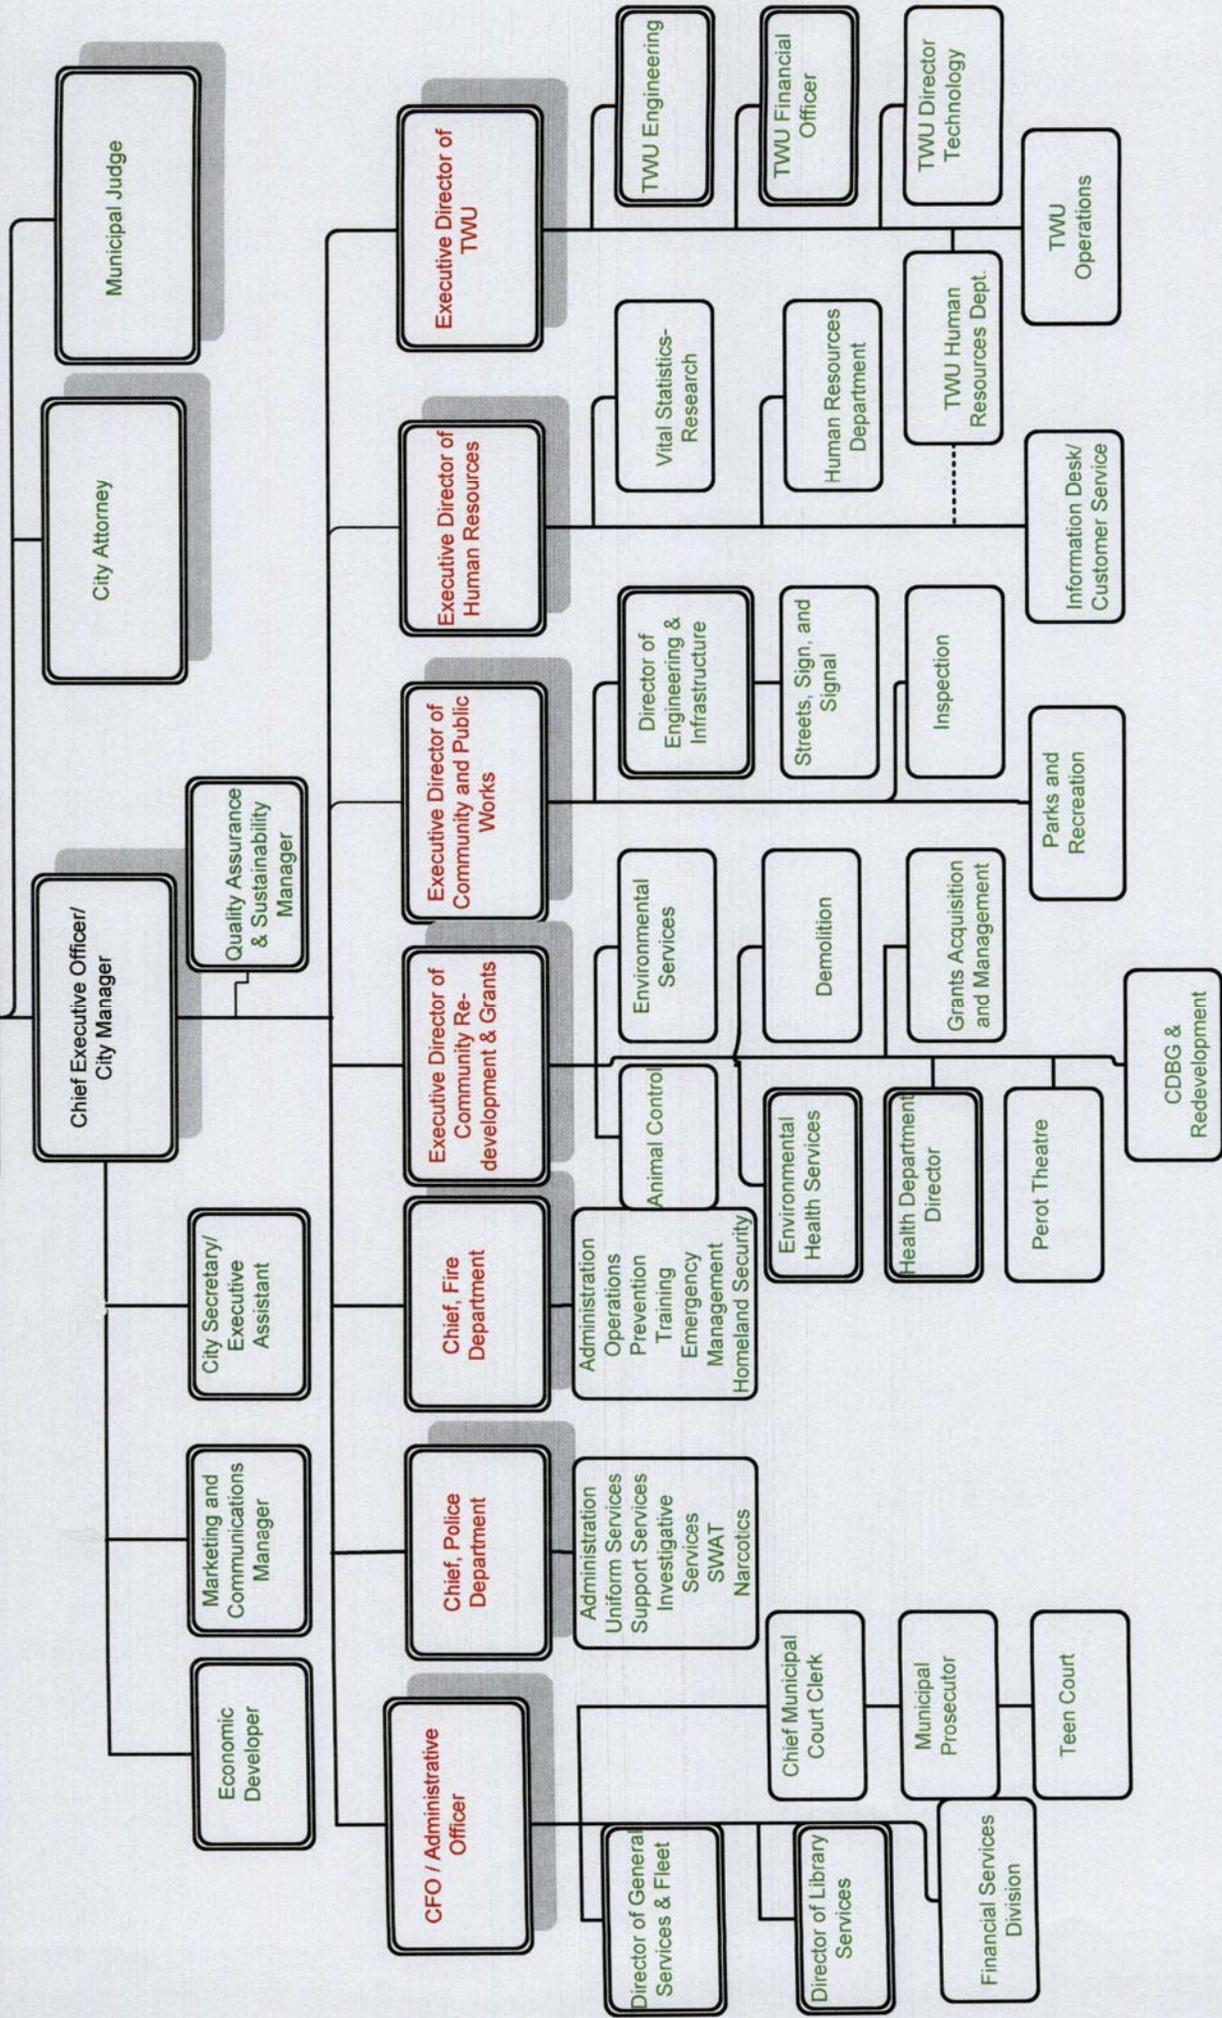 Municipal Judge
City Attorney
Chief Executive Officer/
City Manager
Quality Assurance
& Sustainability
Manager
City Secretary/
Executive
Assistant
Marketing and
Communications
Manager
Economic
Developer
CFO / Administrative
Officer
Chief, Police
Department
Chief, Fire
Department
Executive Director of
Community Re-
development & Grants
Executive Director of
Community and Public
Works
Executive Director of
Human Resources
Executive Director of
TWU
Director of General
Services & Fleet
Director of Library
Services
Financial Services
Division
Chief Municipal
Court Clerk
Municipal
Prosecutor
Teen Court
Administration
Uniform Services
Support Services
Investigative
Services
SWAT
Narcotics
Administration
Operations
Prevention
Training
Emergency
Management
Homeland Security
Animal Control
Environmental
Services
Environmental
Health Services
Demolition
Health Department
Director
Grants Acquisition
and Management
Perot Theatre
CDBG &
Redevelopment
Director of
Engineering &
Infrastructure
Streets, Sign, and
Signal
Inspection
Parks and
Recreation
Vital Statistics-
Research
Human Resources
Department
TWU Human
Resources Dept.
Information Desk/
Customer Service
TWU Engineering
TWU Financial
Officer
TWU Director
Technology
TWU
Operations